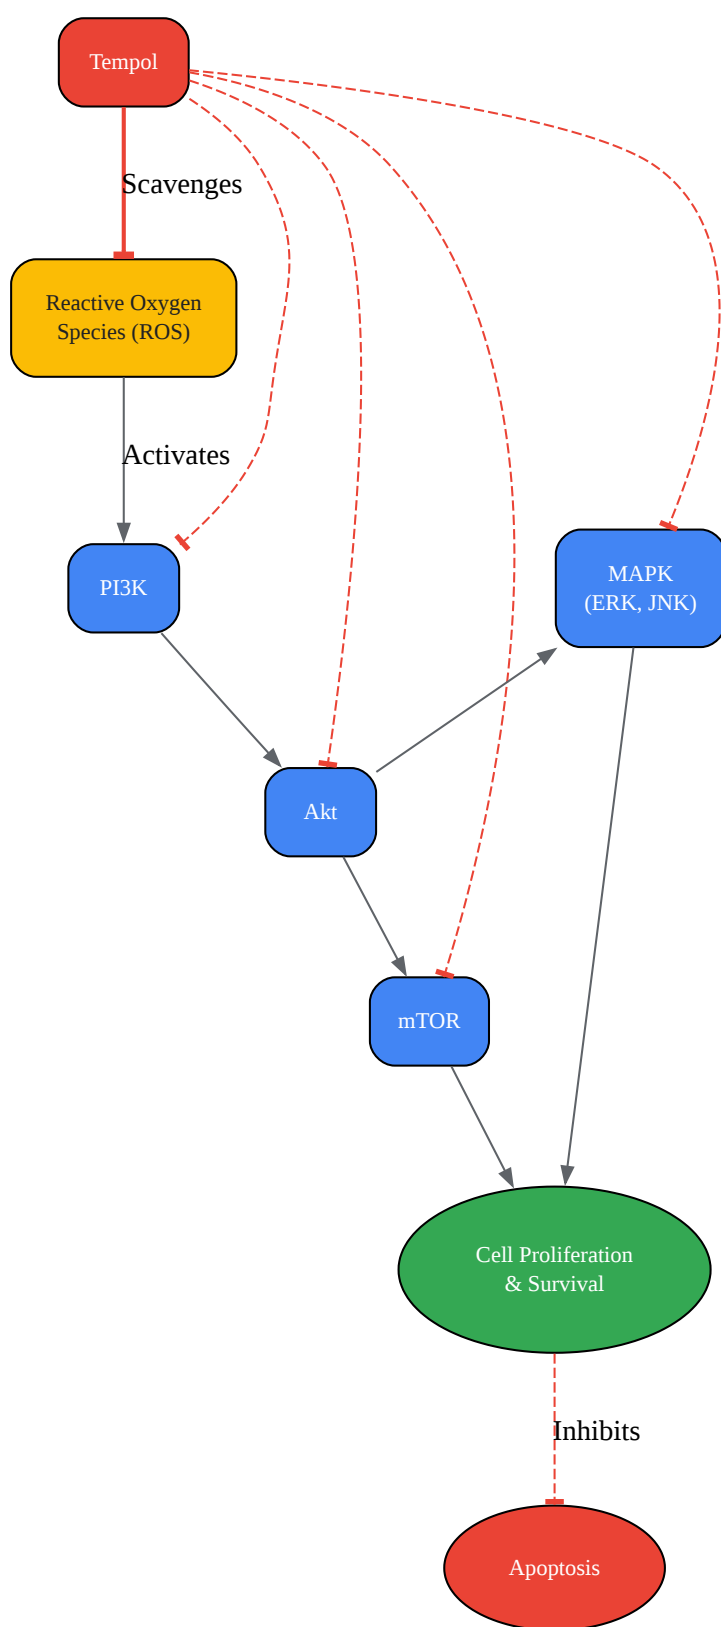 Tempol
Scavenges
Reactive Oxygen
Species (ROS)
Activates
PI3K
MAPK
(ERK, JNK)
Akt
mTOR
Cell Proliferation
& Survival
Inhibits
Apoptosis